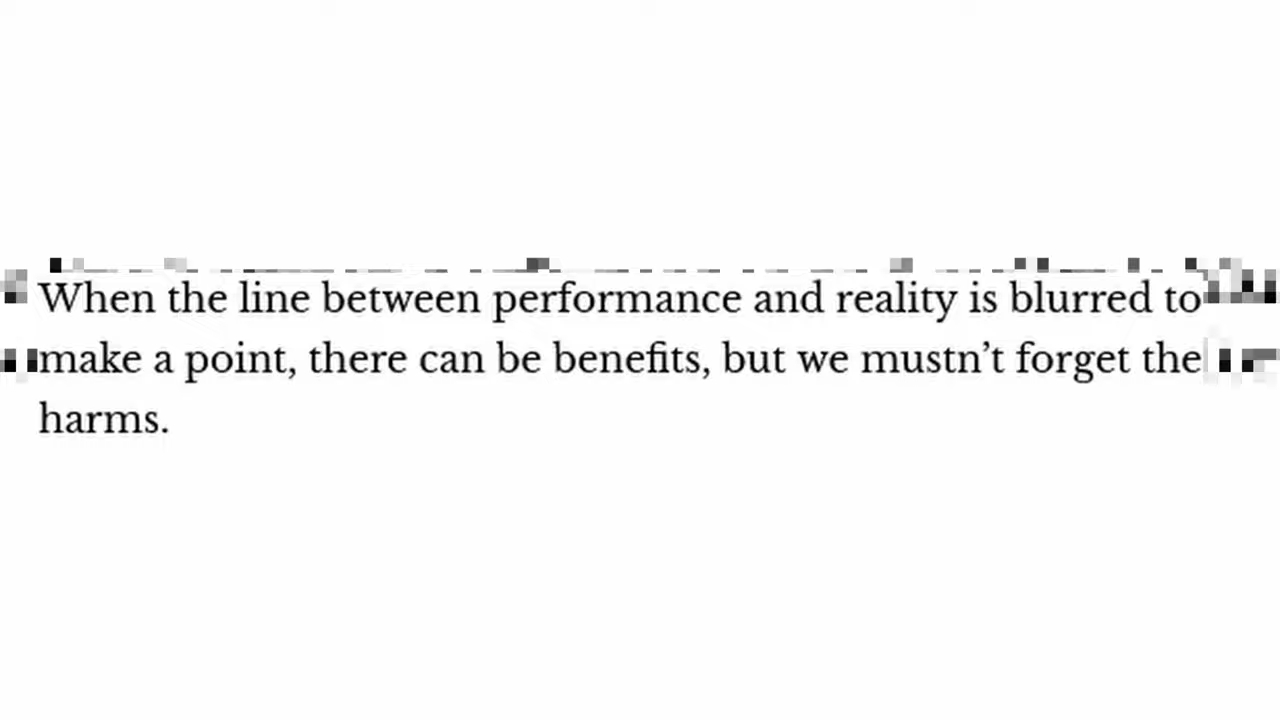 When the line between performance and reality is blurred to
make a point, there can be benefits, but we mustn’t forget the
harms.